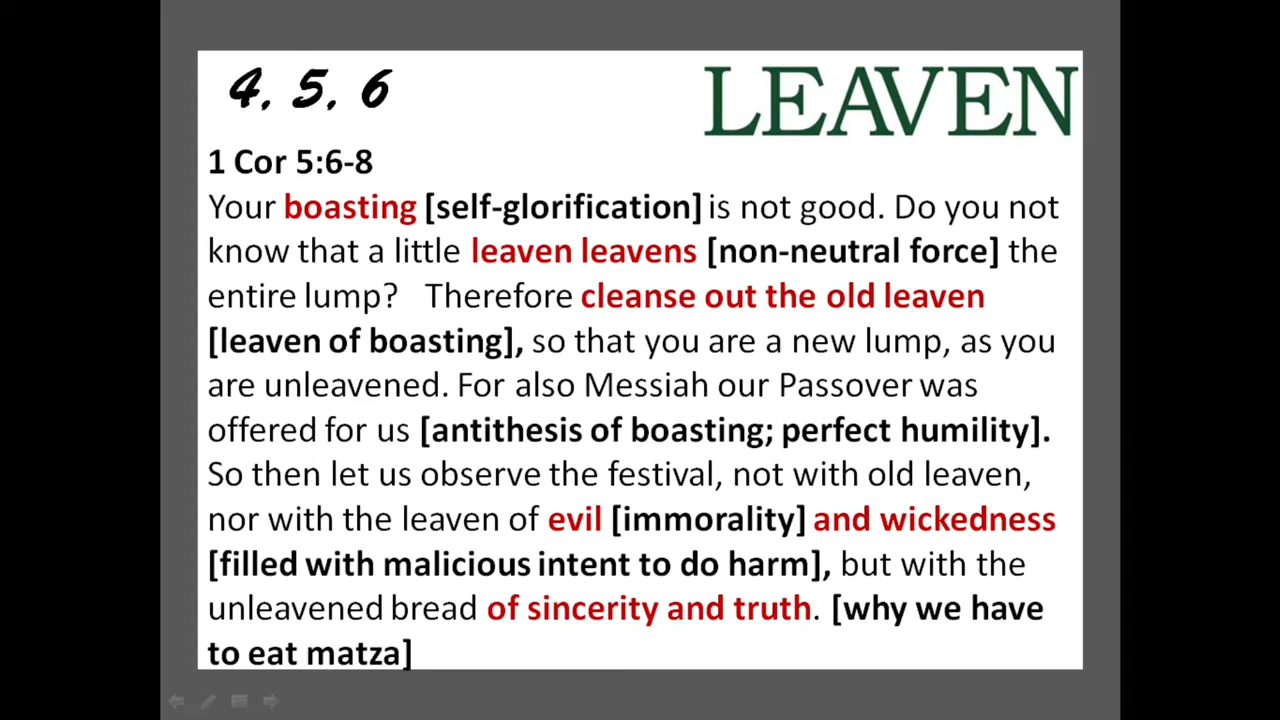 4, 5, 6
LEAVEN
1 Cor 5:6-8
Your boasting [self-glorification] is not good. Do you not
know that a little leaven leavens [non-neutral force] the
entire lump? Therefore cleanse out the old leaven
[leaven of boasting], so that you are a new lump, as you
are unleavened. For also Messiah our Passover was
offered for us [antithesis of boasting; perfect humility].
So then let us observe the festival, not with old leaven,
nor with the leaven of evil [immorality] and wickedness
[filled with malicious intent to do harm], but with the
unleavened bread of sincerity and truth. [why we have
to eat matza]